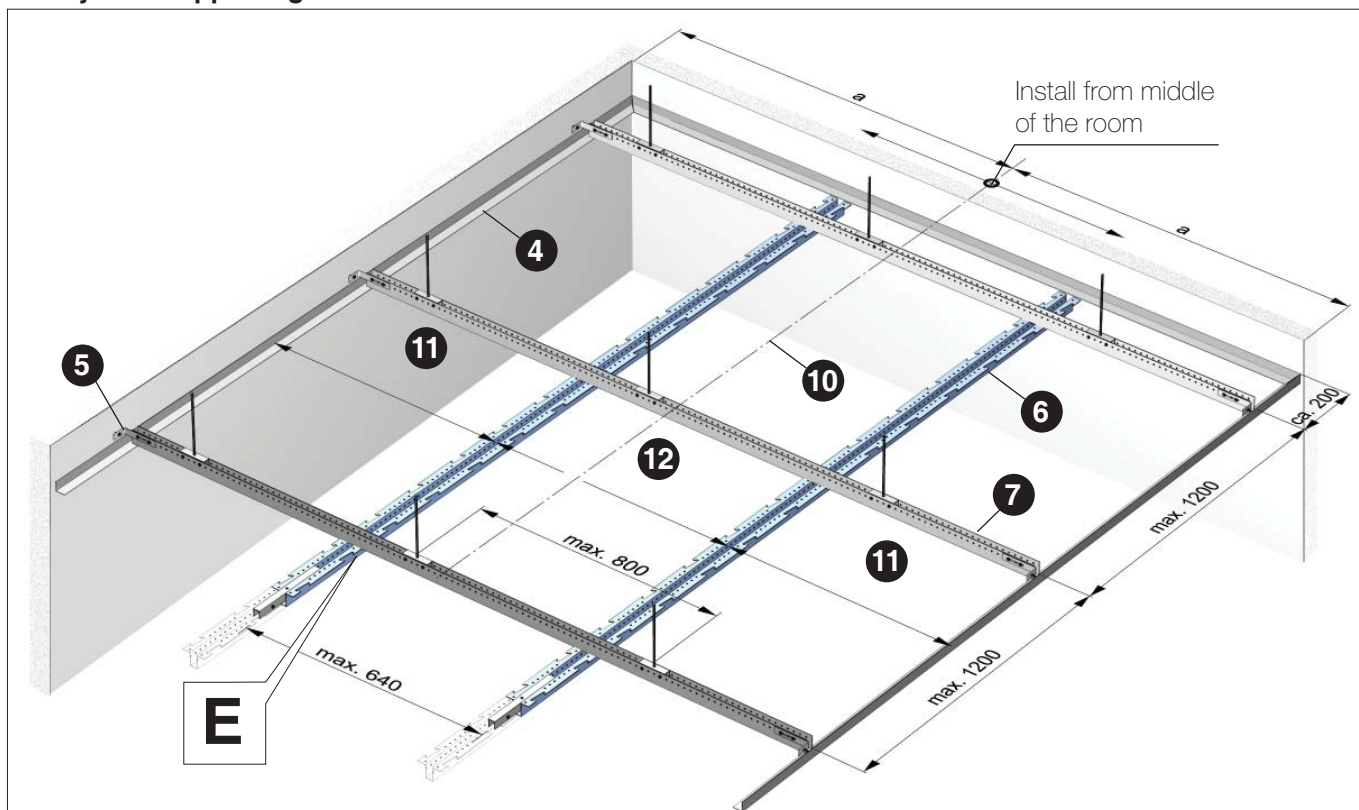 a
Install from middle
of the room
a
4
11
5
10
6
ca. 200
12
7
max. 1200
max. 800
11
max. 640
max. 1200
E